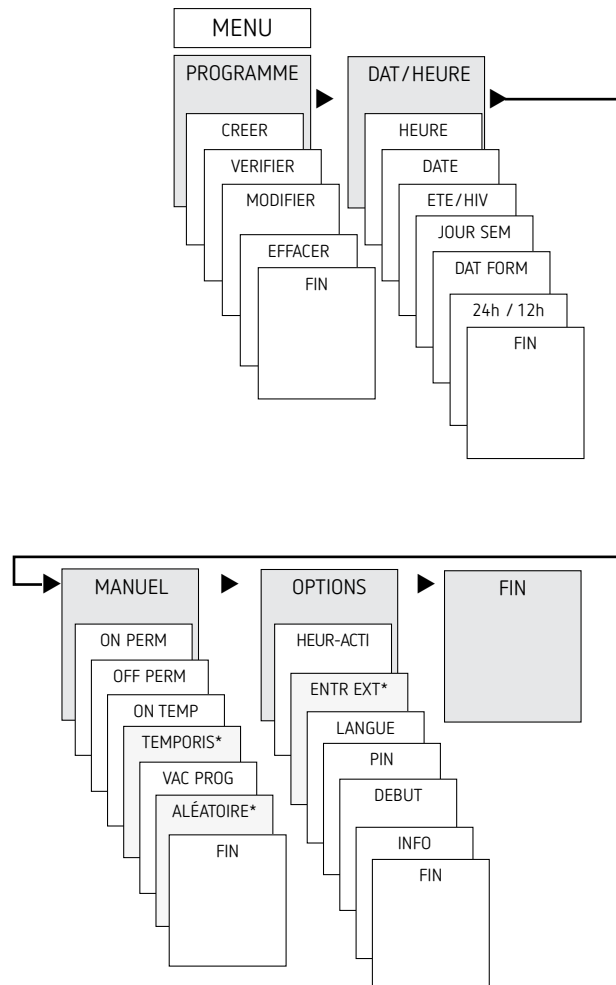 MENU
PROGRAMME
CREER
VERIFIER
MODIFIER
EFFACER
FIN
DAT/HEURE
HEURE
DATE
ETE/HIV
JOUR SEM
DAT FORM
24h / 12h
FIN
MANUEL
ON PERM
OFF PERM
ON TEMP
TEMPORIS*
VAC PROG
ALÉATOIRE*
FIN
OPTIONS
HEUR-ACTI
ENTR EXT*
LANGUE
PIN
DEBUT
INFO
FIN
FIN